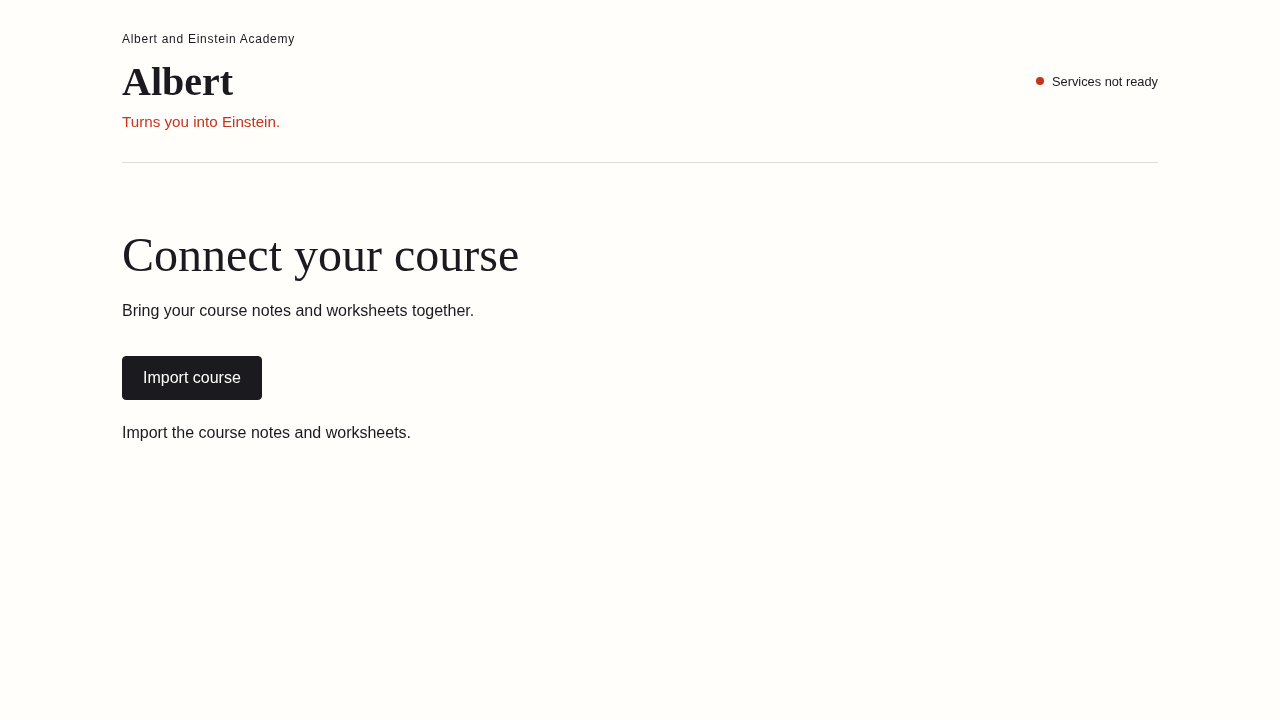 Albert and Einstein Academy
Albert
Services not ready
Turns you into Einstein.
Connect your course
Bring your course notes and worksheets together.
Import course
Import the course notes and worksheets.